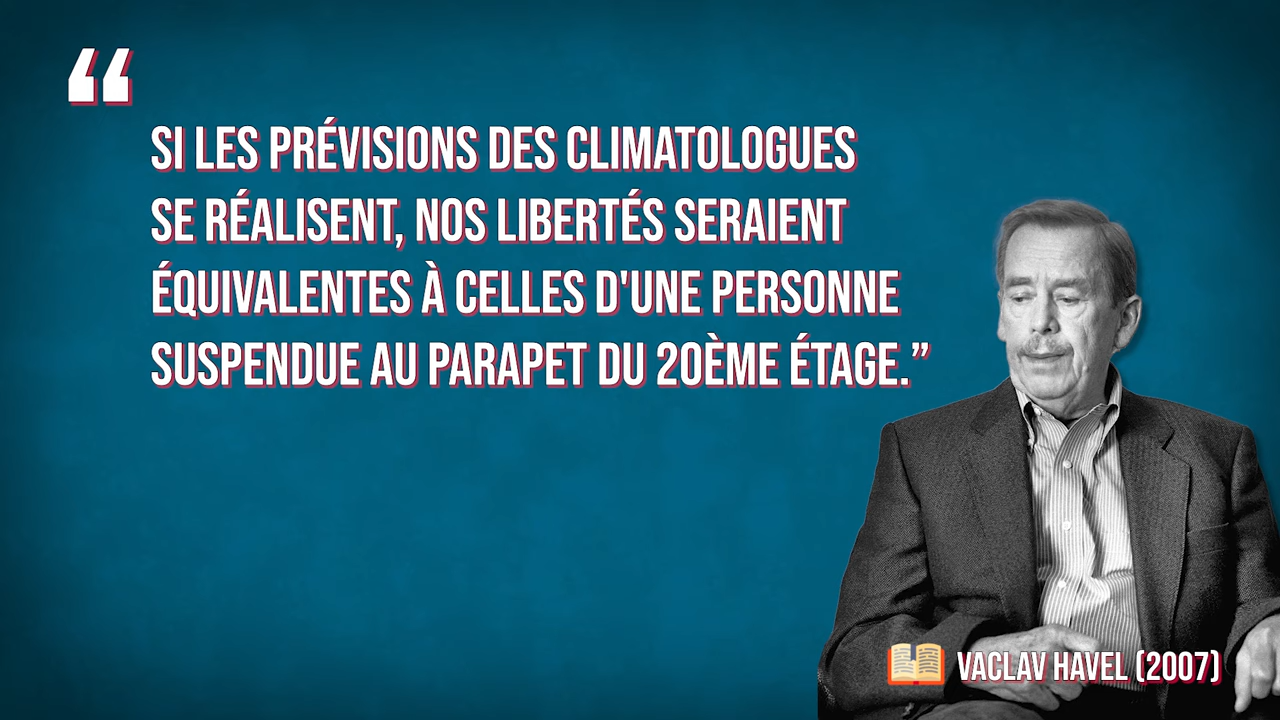 “
SI LES PRÉVISIONS DES CLIMATOLOGUES
SE RÉALISENT, NOS LIBERTÉS SERAIENT
ÉQUIVALENTES À CELLES D'UNE PERSONNE
SUSPENDUE AU PARAPET DU 20ÈME ÉTAGE.”
VACLAV HAVEL (2007)